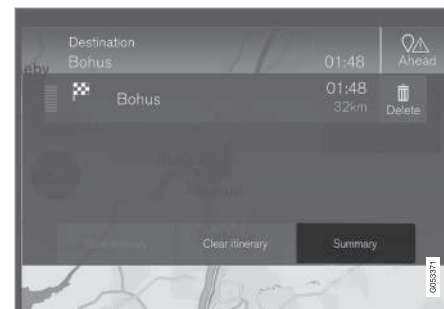 Destination
Bohus 01:48 Ahead
Bohus 01:48
32km Delete
Clear itinerary Summary
G053371